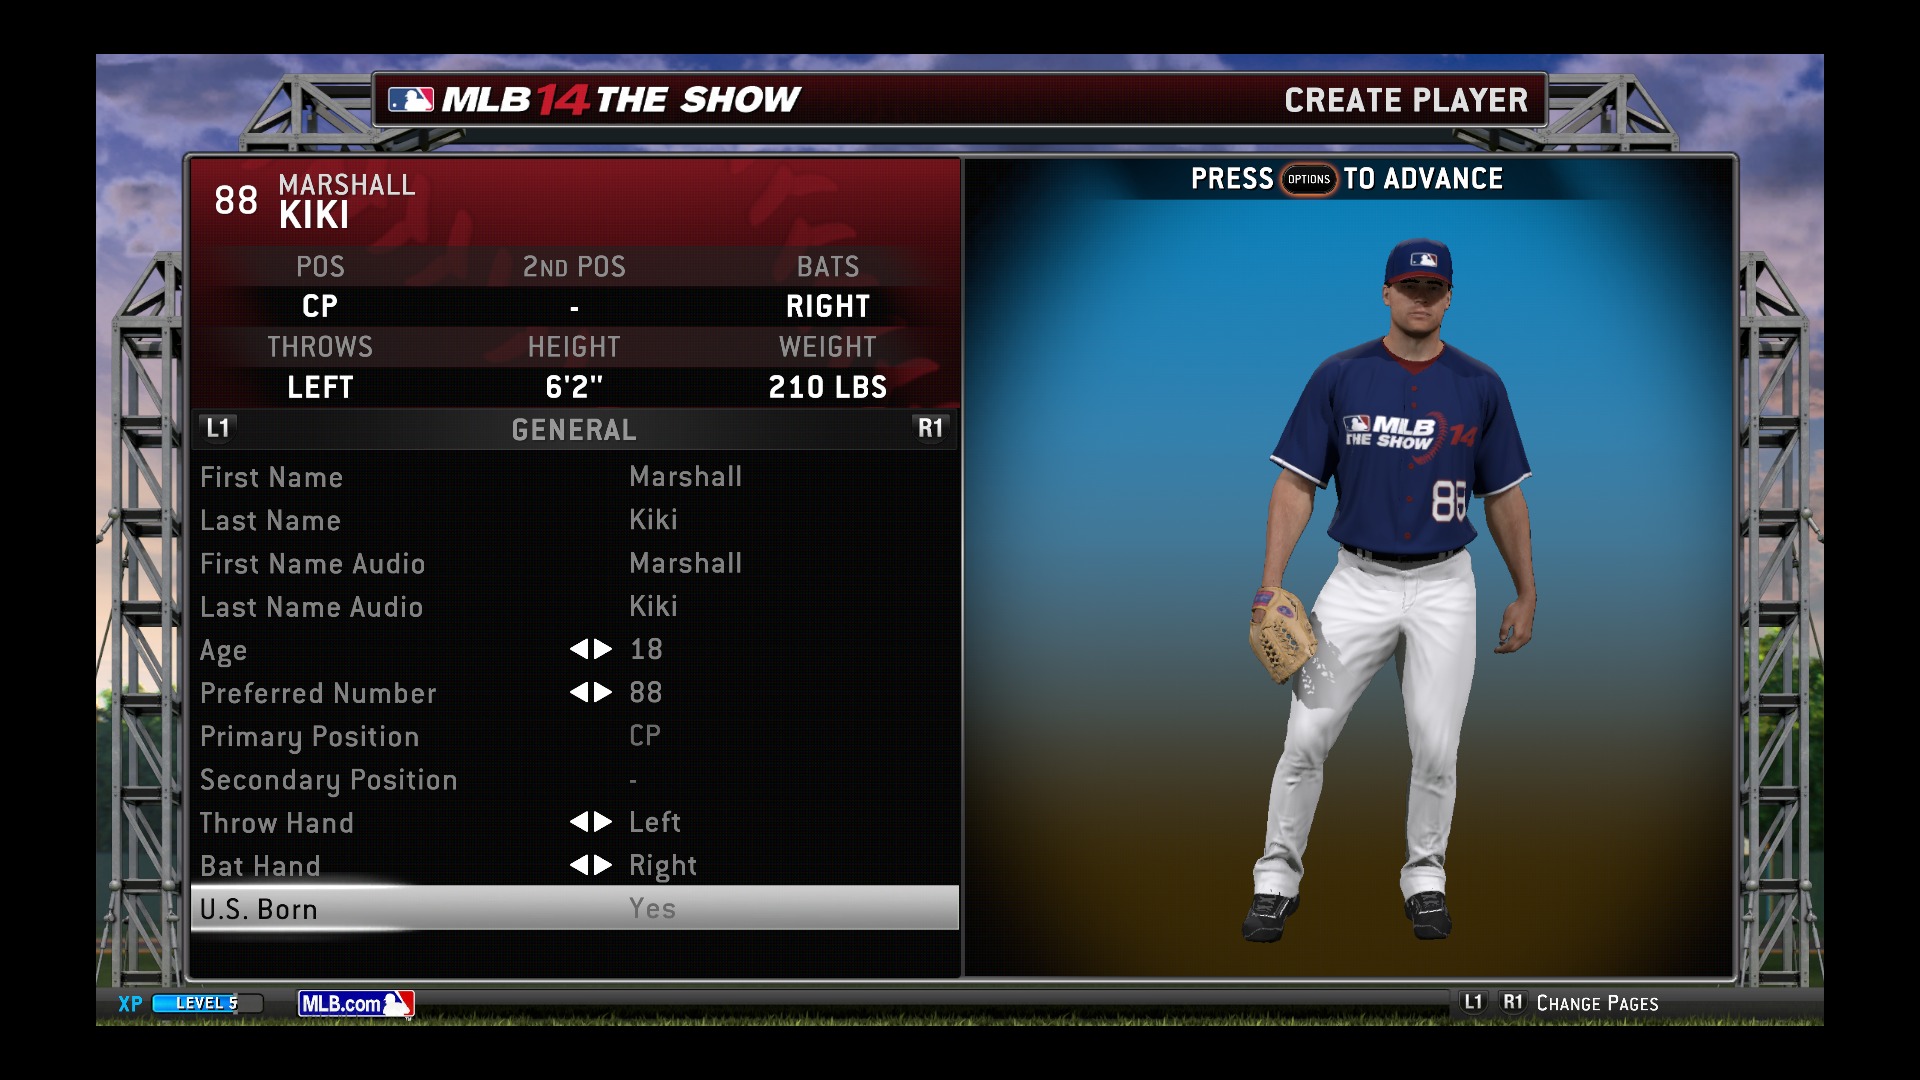 MLB 14 THE SHOW
CREATE PLAYER
88 MARSHALL
KIKI
POS 2ND POS BATS
CP - RIGHT
THROWS HEIGHT WEIGHT
LEFT 6'2" 210 LBS
L1 GENERAL R1
First Name Marshall
Last Name Kiki
First Name Audio Marshall
Last Name Audio Kiki
Age 18
Preferred Number 88
Primary Position CP
Secondary Position -
Throw Hand Left
Bat Hand Right
U.S. Born Yes
PRESS OPTIONS TO ADVANCE
MLB 14
THE SHOW
88
XP LEVEL 5
MLB.com
L1 R1 CHANGE PAGES